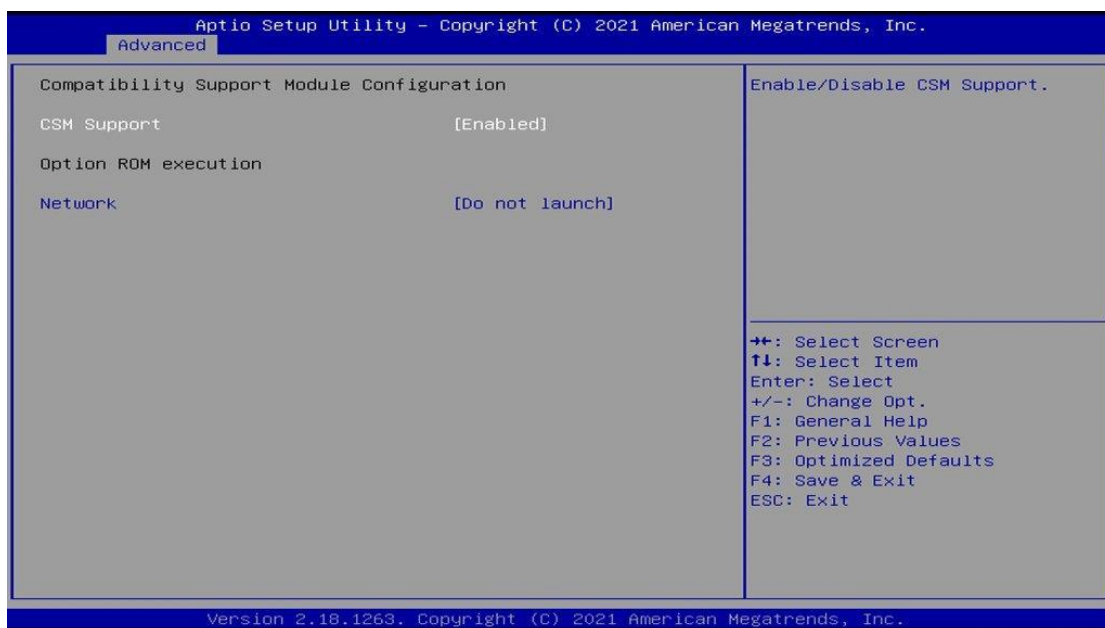 Aptio Setup Utility – Copyright (C) 2021 American Megatrends, Inc.
Advanced
Compatibility Support Module Configuration
CSM Support [Enabled]
Option ROM execution
Network [Do not launch]
Enable/Disable CSM Support.
→←: Select Screen
↑↓: Select Item
Enter: Select
+/-: Change Opt.
F1: General Help
F2: Previous Values
F3: Optimized Defaults
F4: Save & Exit
ESC: Exit
Version 2.18.1263. Copyright (C) 2021 American Megatrends, Inc.